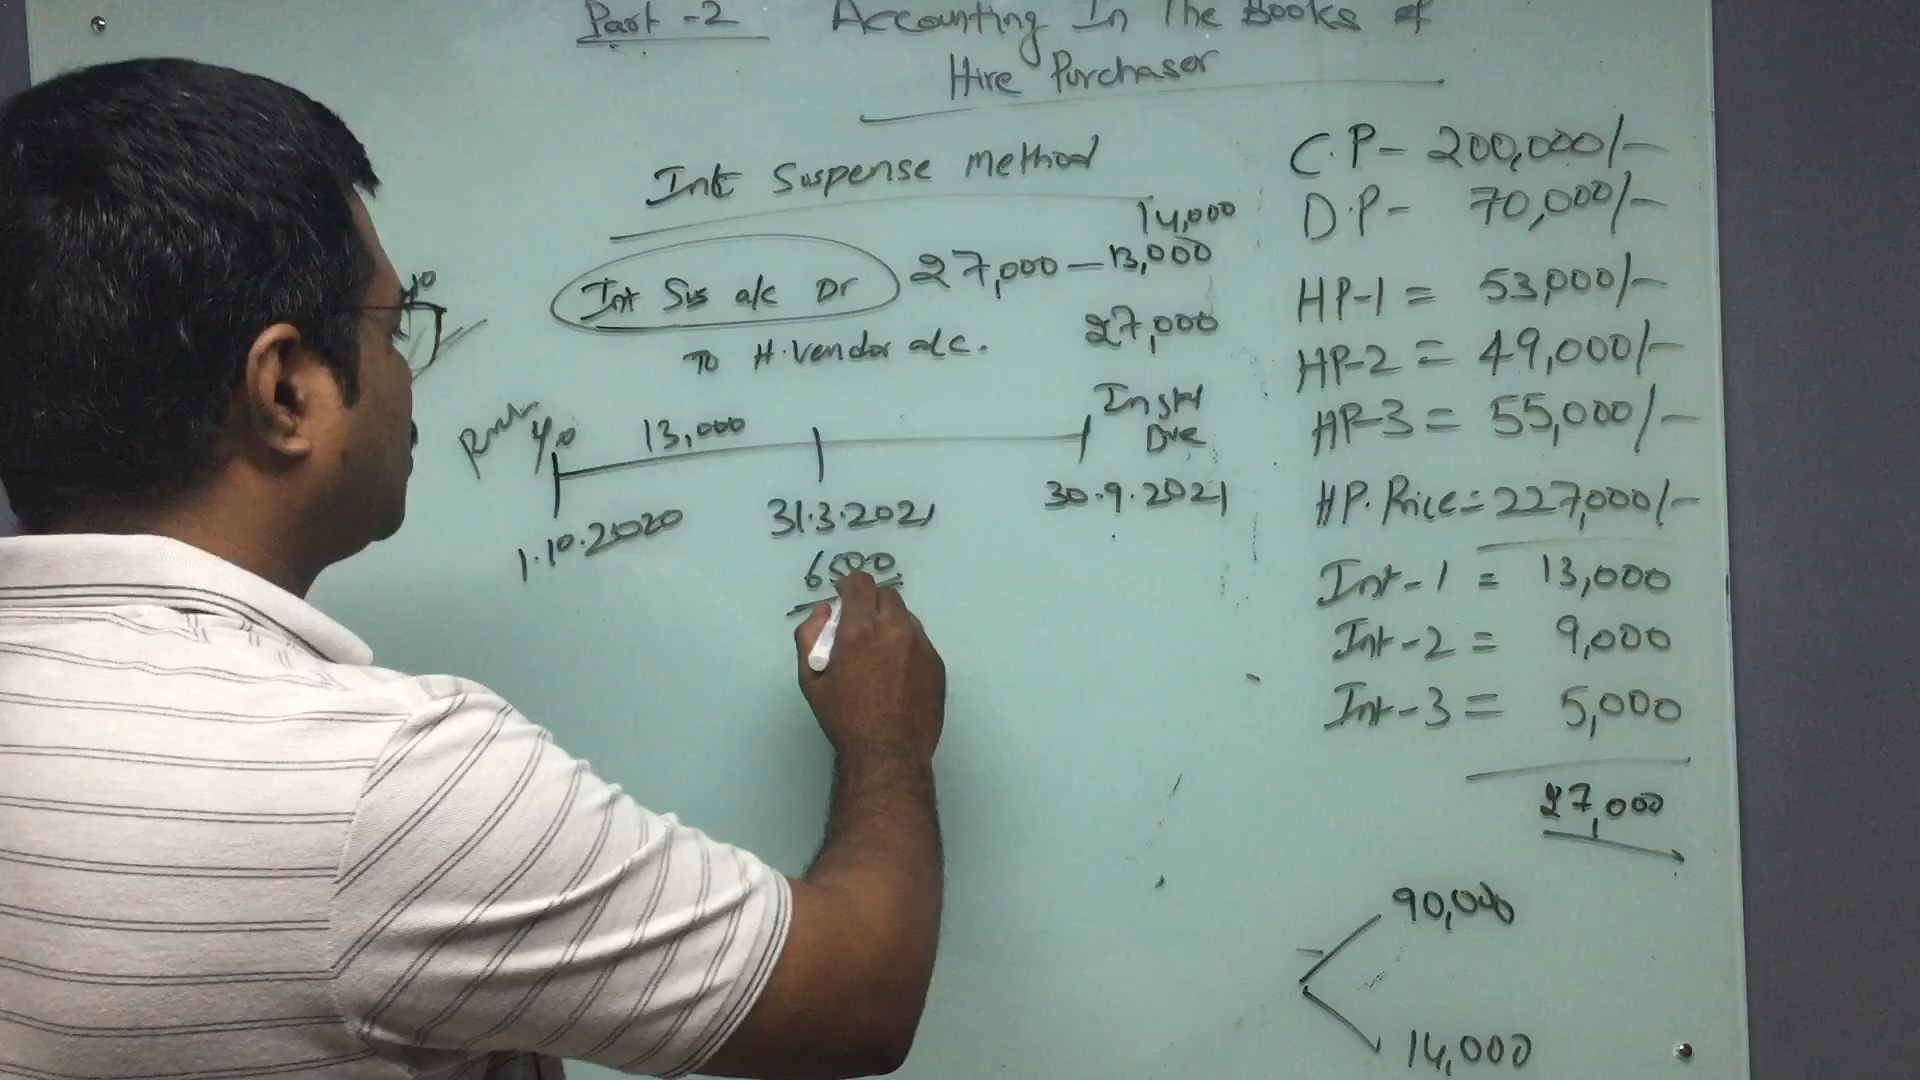 Part - 2 Accounting In The Books of
Hire Purchaser
Int Suspense Method
14,000
Int Sus a/c Dr 27,000 — 13,000
To H.Vendor a/c. 27,000
13,000
Instal
Due
1.10.2020 31.3.2021 30.9.2021
6500
C.P - 200,000/-
D.P - 70,000/-
HP-1 = 53,000/-
HP-2 = 49,000/-
HP-3 = 55,000/-
HP. Price = 227,000/-
Int - 1 = 13,000
Int - 2 = 9,000
Int - 3 = 5,000
27,000
90,000
14,000